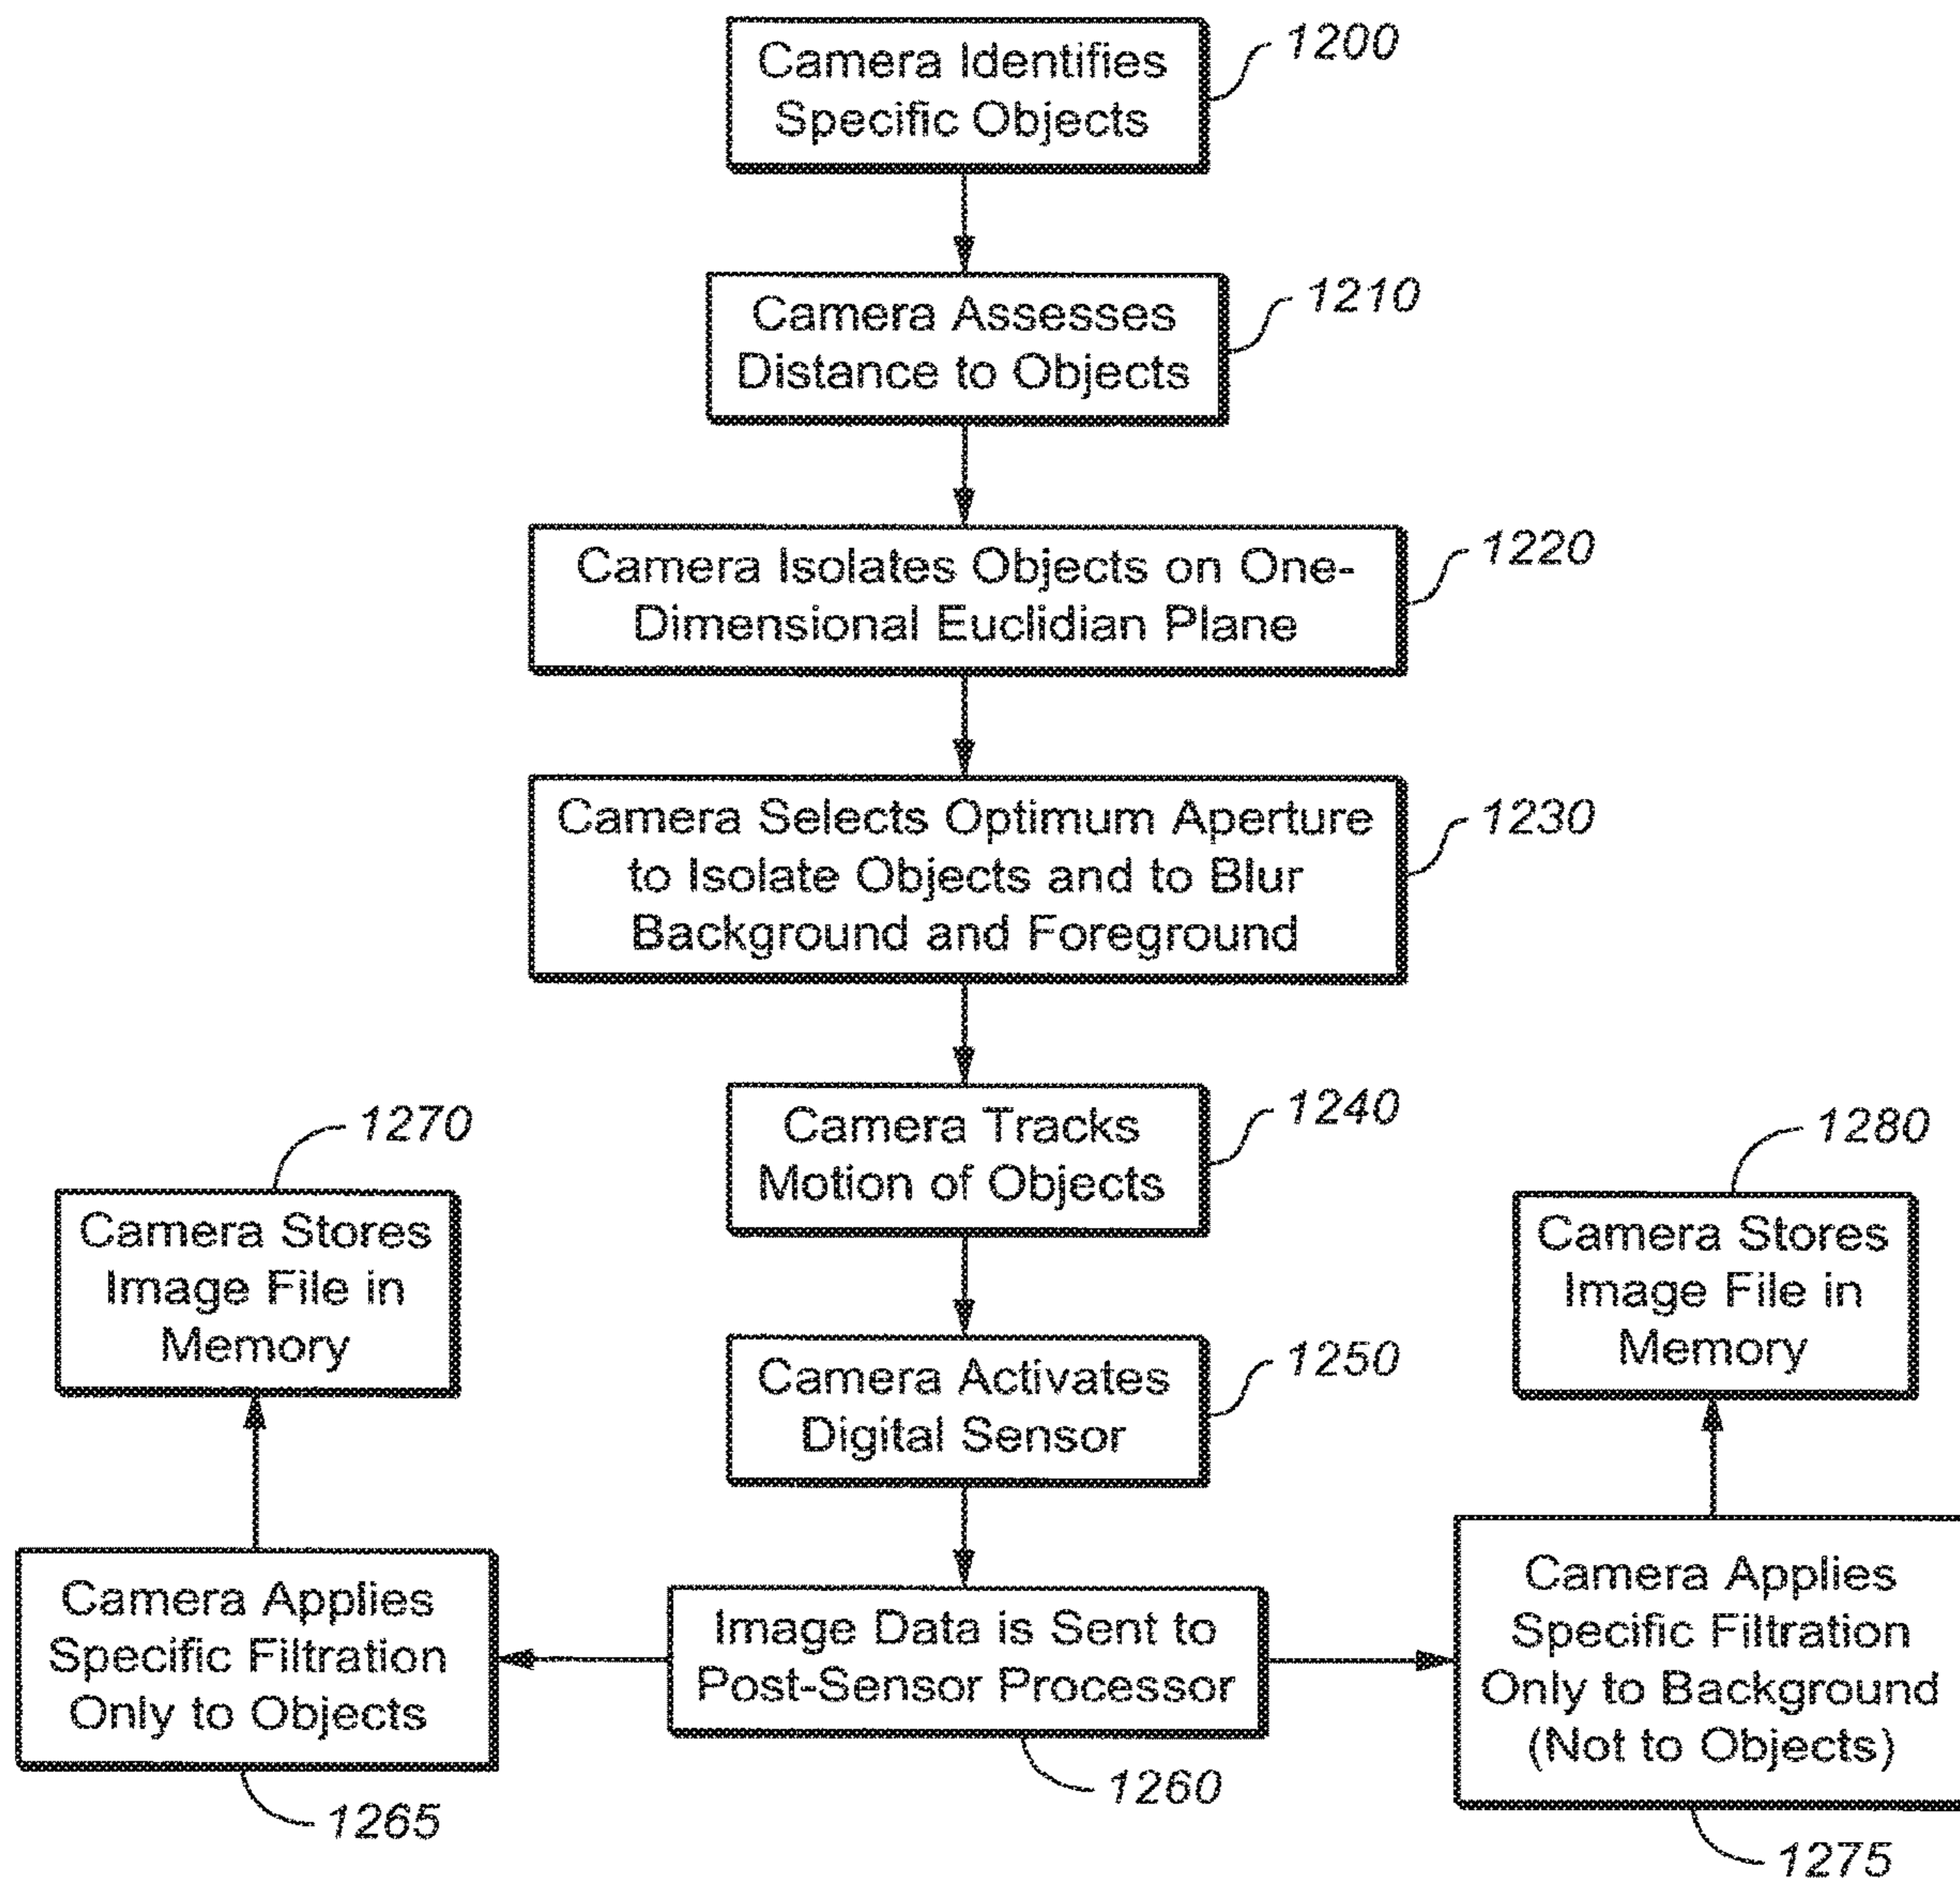 Camera Identifies
Specific Objects
1200
Camera Assesses
Distance to Objects
1210
Camera Isolates Objects on One-
Dimensional Euclidian Plane
1220
Camera Selects Optimum Aperture
to Isolate Objects and to Blur
Background and Foreground
1230
Camera Tracks
Motion of Objects
1240
Camera Activates
Digital Sensor
1250
Image Data is Sent to
Post-Sensor Processor
1260
Camera Applies
Specific Filtration
Only to Objects
1265
Camera Stores
Image File in
Memory
1270
Camera Applies
Specific Filtration
Only to Background
(Not to Objects)
1275
Camera Stores
Image File in
Memory
1280